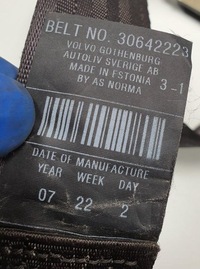 BELT NO. 30642223
VOLVO GOTHENBURG
AUTOLIV SVERIGE AB
MADE IN ESTONIA 3-1
BY AS NORMA
DATE OF MANUFACTURE
YEAR WEEK DAY
07 22 2